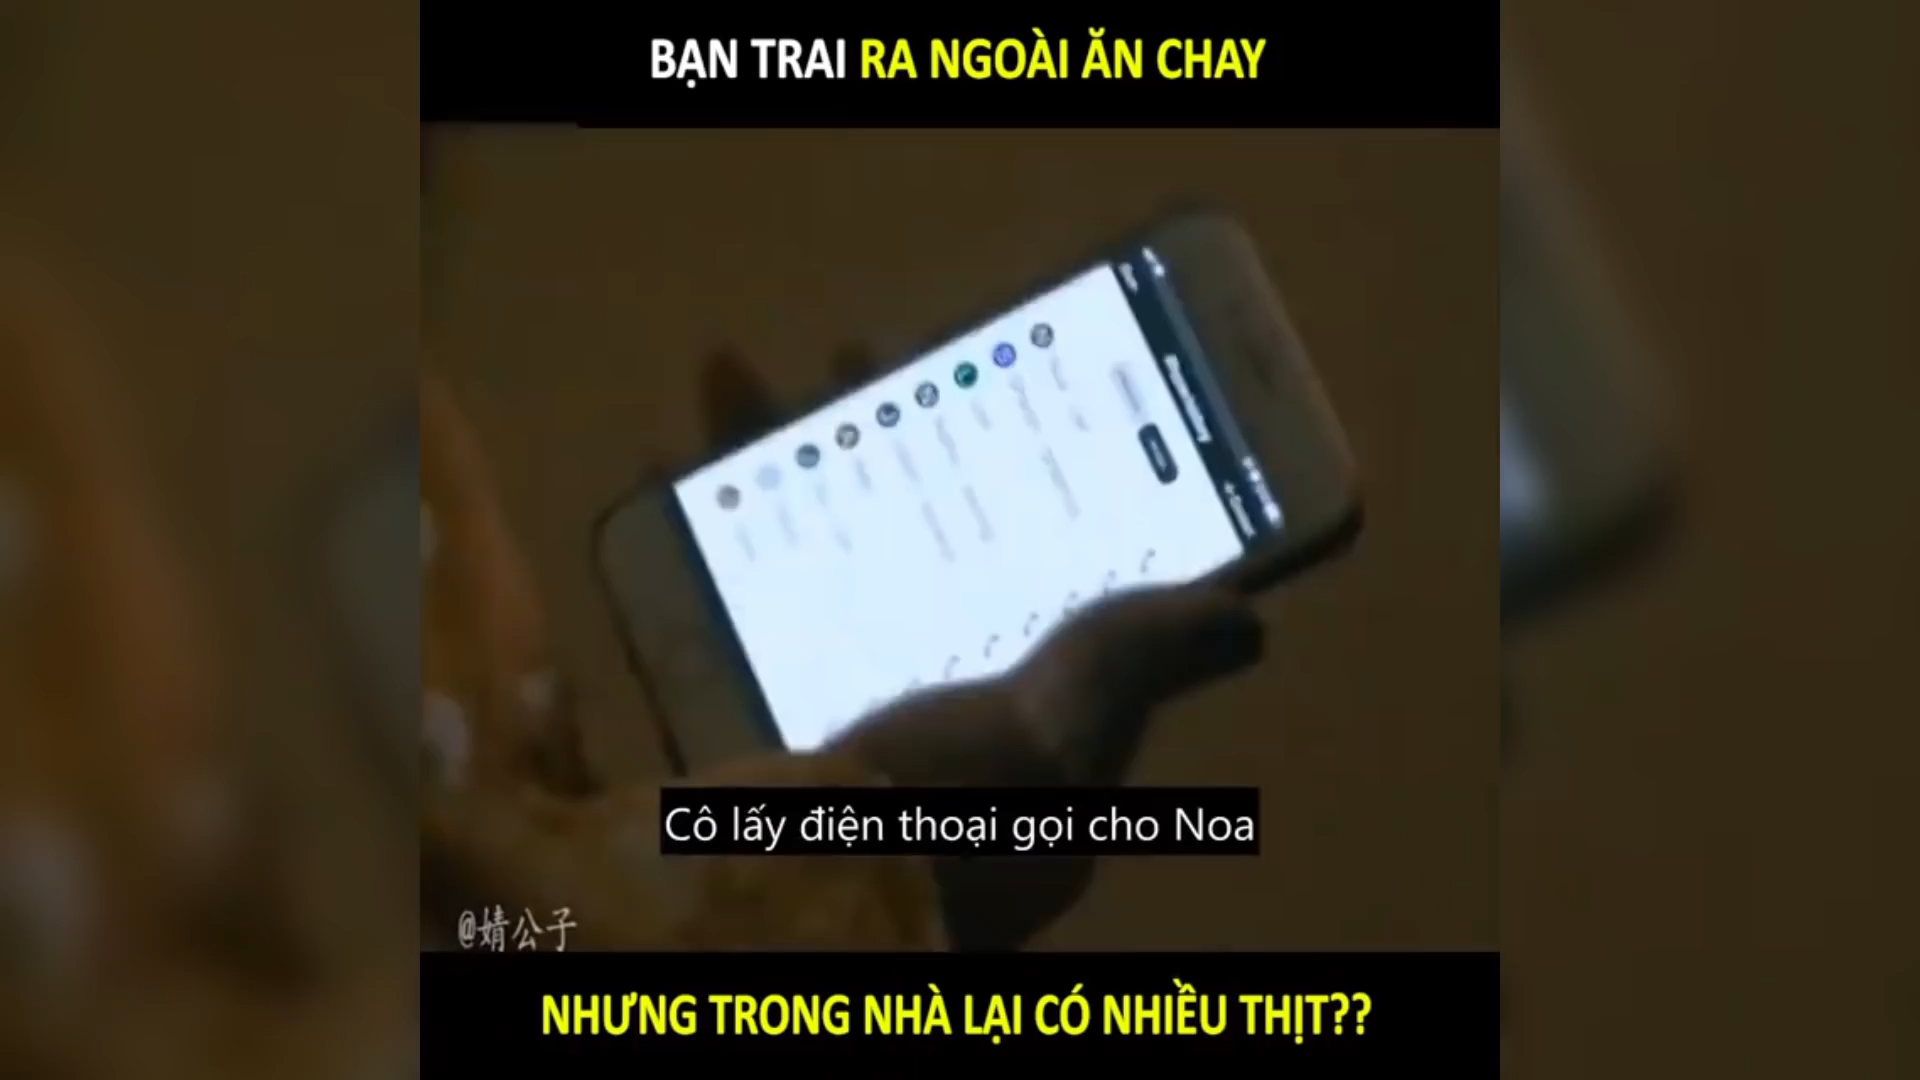 BẠN TRAI RA NGOÀI ĂN CHAY
Cô lấy điện thoại gọi cho Noa
@婧公子
NHƯNG TRONG NHÀ LẠI CÓ NHIỀU THỊT??